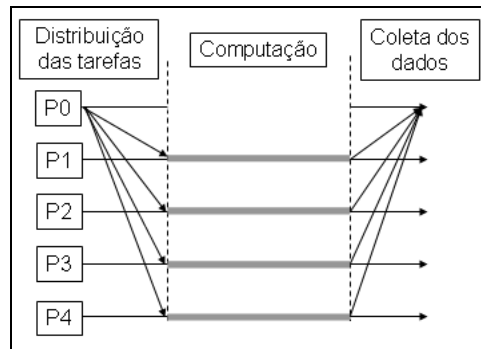 Distribuição
das tarefas
Computação
Coleta dos
dados
P0
P1
P2
P3
P4